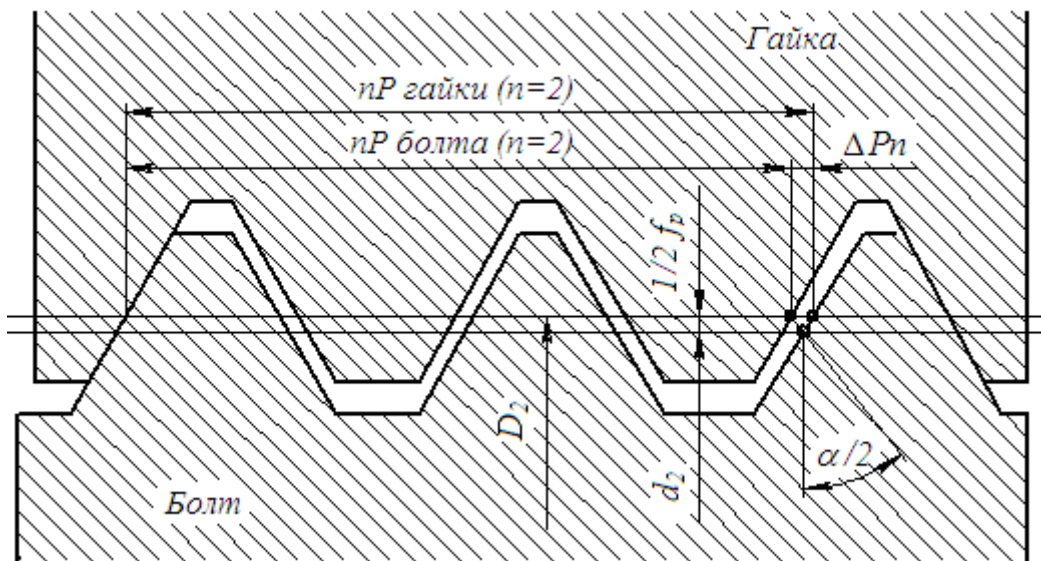 Гайка
nP гайки (n=2)
nP болта (n=2)
ΔPn
1/2 fₚ
D₂
d₂
α/2
Болт